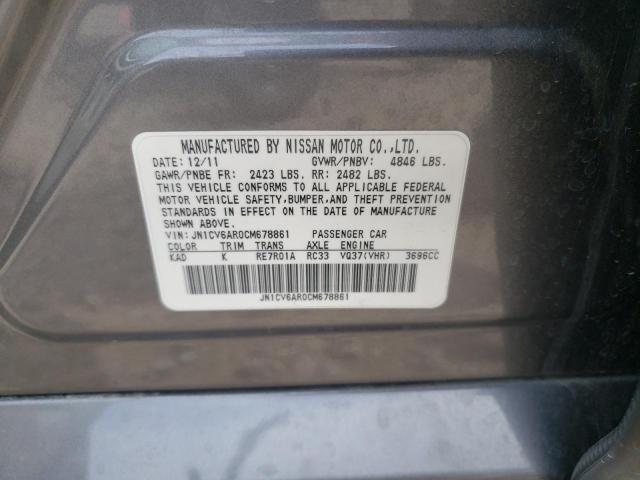 MANUFACTURED BY NISSAN MOTOR CO.,LTD.
DATE: 12/11 GVWR/PNBV: 4846 LBS.
GAWR/PNBE FR: 2423 LBS. RR: 2482 LBS.
THIS VEHICLE CONFORMS TO ALL APPLICABLE FEDERAL
MOTOR VEHICLE SAFETY,BUMPER,AND THEFT PREVENTION
STANDARDS IN EFFECT ON THE DATE OF MANUFACTURE
SHOWN ABOVE.
VIN: JN1CV6AR0CM678861 PASSENGER CAR
COLOR TRIM TRANS AXLE ENGINE
KAD K RE7R01A RC33 VQ37(VHR) 3696CC
JN1CV6AR0CM678861